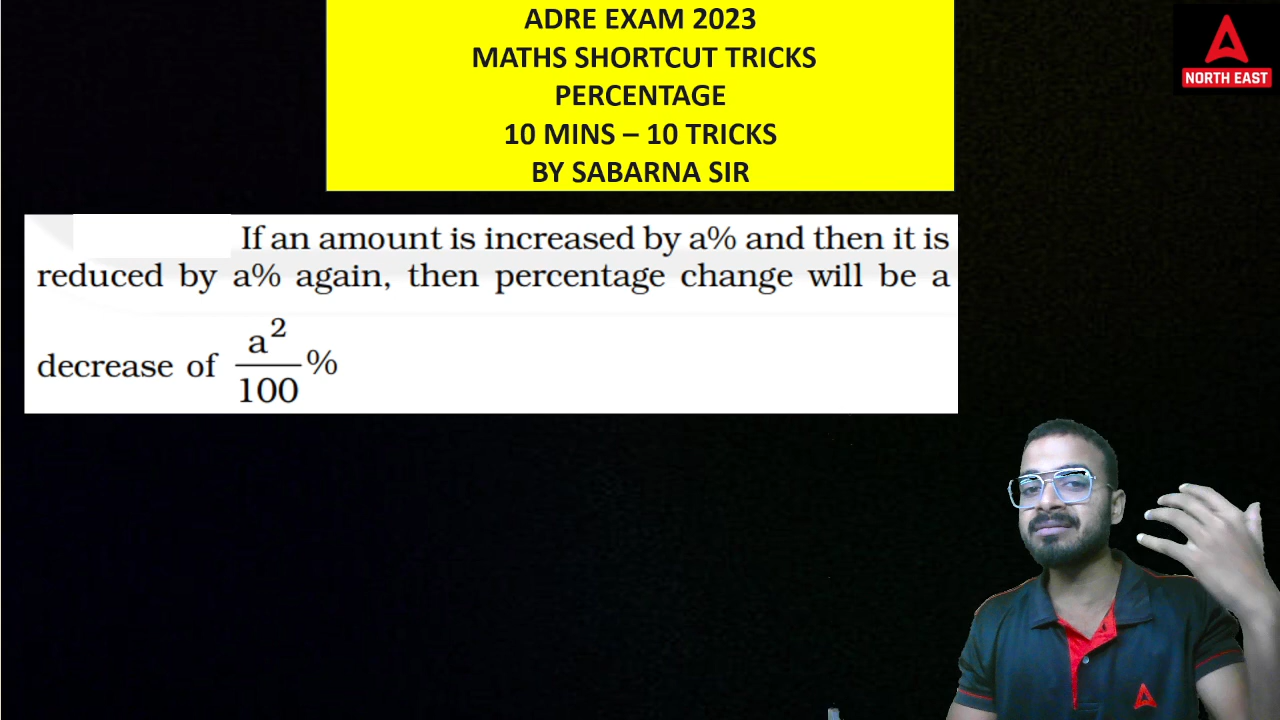 ADRE EXAM 2023
MATHS SHORTCUT TRICKS
PERCENTAGE
10 MINS – 10 TRICKS
BY SABARNA SIR
NORTH EAST
If an amount is increased by a% and then it is
reduced by a% again, then percentage change will be a
decrease of a²/100 %